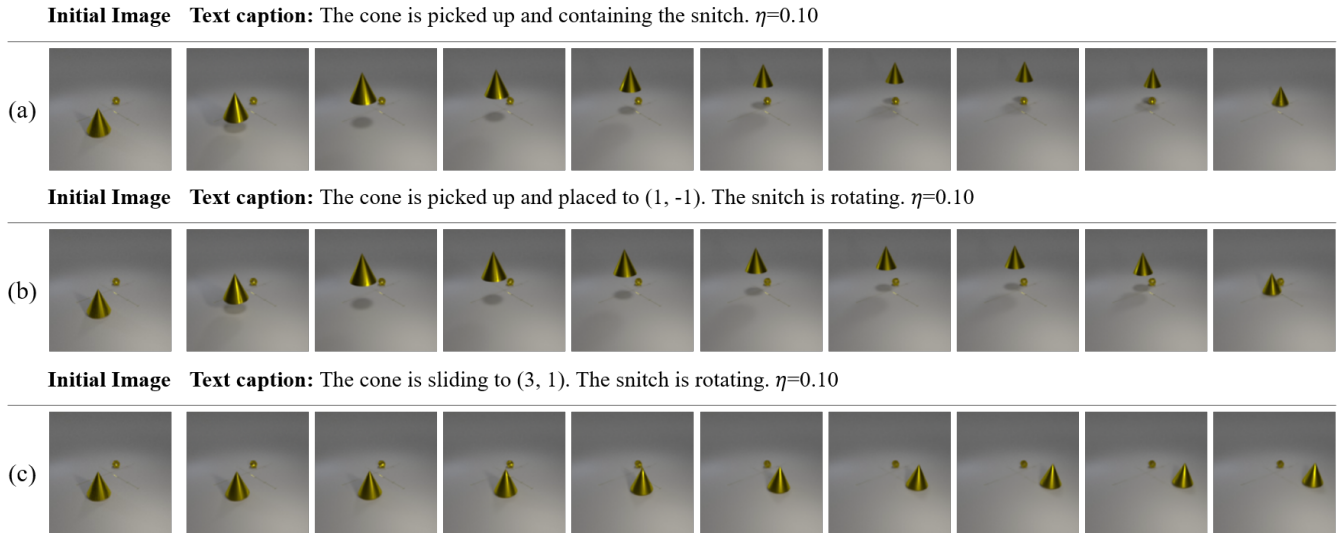 Initial Image Text caption: The cone is picked up and containing the snitch. η=0.10
(a)
Initial Image Text caption: The cone is picked up and placed to (1, -1). The snitch is rotating. η=0.10
(b)
Initial Image Text caption: The cone is sliding to (3, 1). The snitch is rotating. η=0.10
(c)